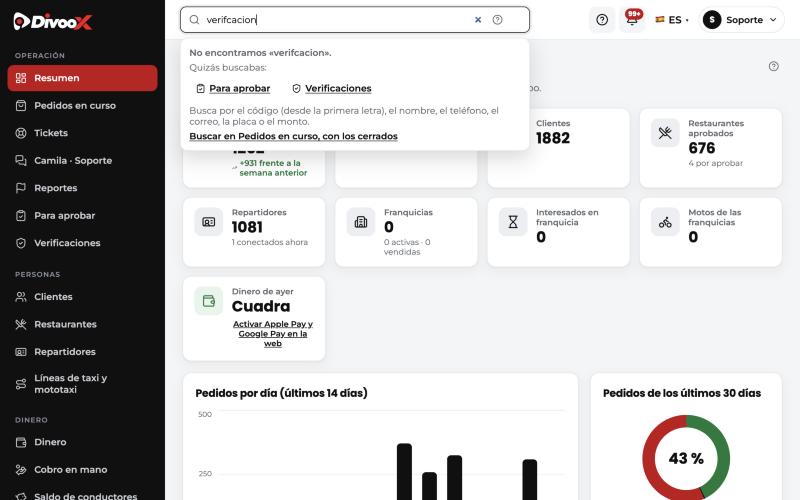 DivooX
verifcacion
99+
ES
S
Soporte
No encontramos «verifcacion».
Quizás buscabas:
Para aprobar
Verificaciones
Busca por el código (desde la primera letra), el nombre, el teléfono, el
correo, la placa o el monto.
Buscar en Pedidos en curso, con los cerrados
OPERACIÓN
Resumen
Pedidos en curso
Tickets
Camila · Soporte
Reportes
Para aprobar
Verificaciones
PERSONAS
Clientes
Restaurantes
Repartidores
Líneas de taxi y
mototaxi
DINERO
Dinero
Cobro en mano
Saldo de conductores
+931 frente a la
semana anterior
Clientes
1882
Restaurantes
aprobados
676
4 por aprobar
Repartidores
1081
1 conectados ahora
Franquicias
0
0 activas · 0
vendidas
Interesados en
franquicia
0
Motos de las
franquicias
0
Dinero de ayer
Cuadra
Activar Apple Pay y
Google Pay en la
web
Pedidos por día (últimos 14 días)
500
250
Pedidos de los últimos 30 días
43 %